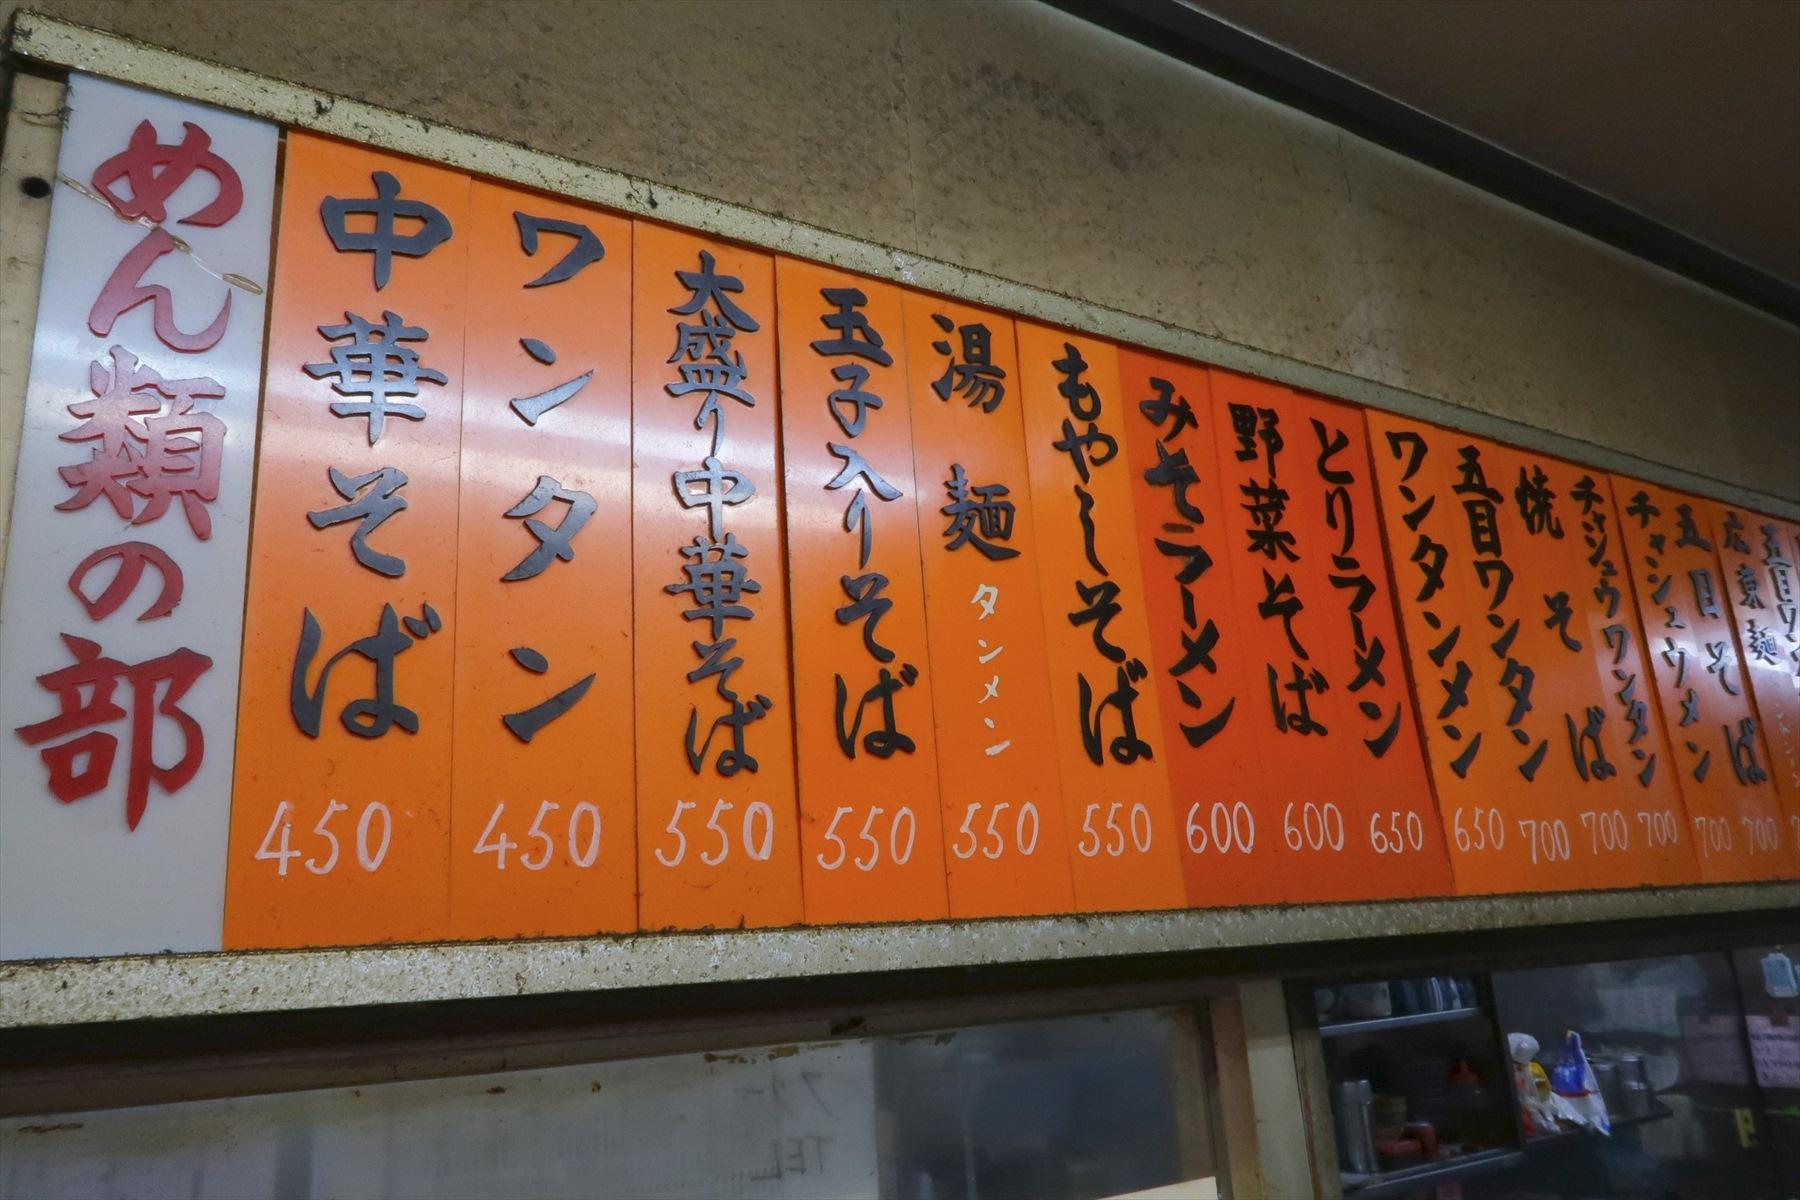 めん類の部
中華そば
450
ワンタン
450
大盛り中華そば
550
玉子入りそば
550
湯麺
タンメン
550
もやしそば
550
みそラーメン
600
野菜そば
600
とりラーメン
650
ワンタンメン
650
五目ワンタン
700
焼そば
700
チャシュウワンタン
700
チャシュウメン
700
五目そば
700
広東麺
五目ワン
TEL